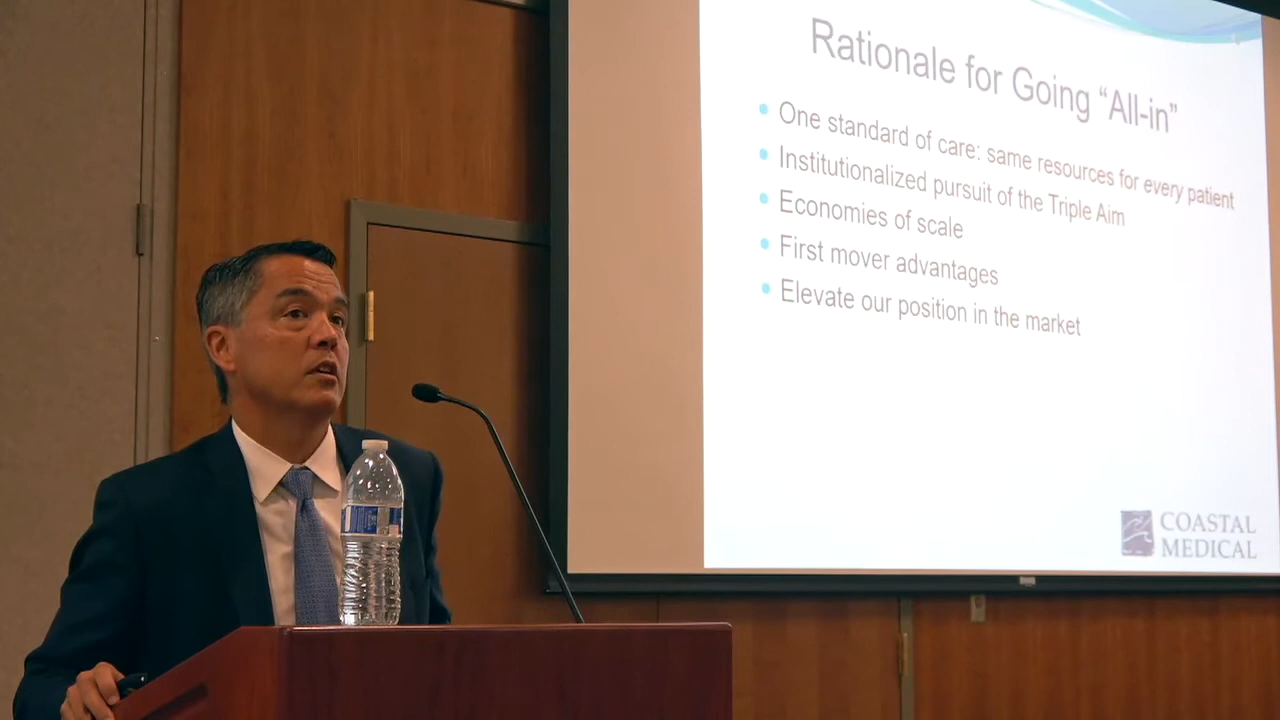 Rationale for Going “All-in”
One standard of care: same resources for every patient
Institutionalized pursuit of the Triple Aim
Economies of scale
First mover advantages
Elevate our position in the market
COASTAL
MEDICAL